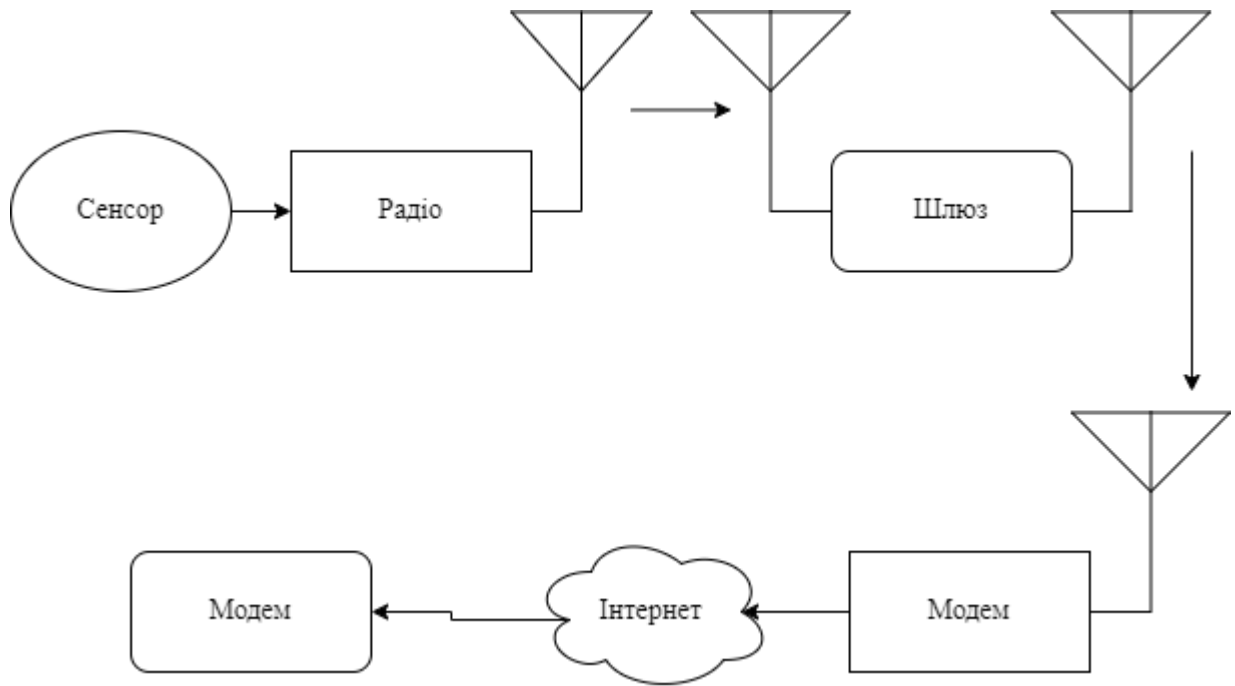 Сенсор
Радіо
Шлюз
Модем
Інтернет
Модем